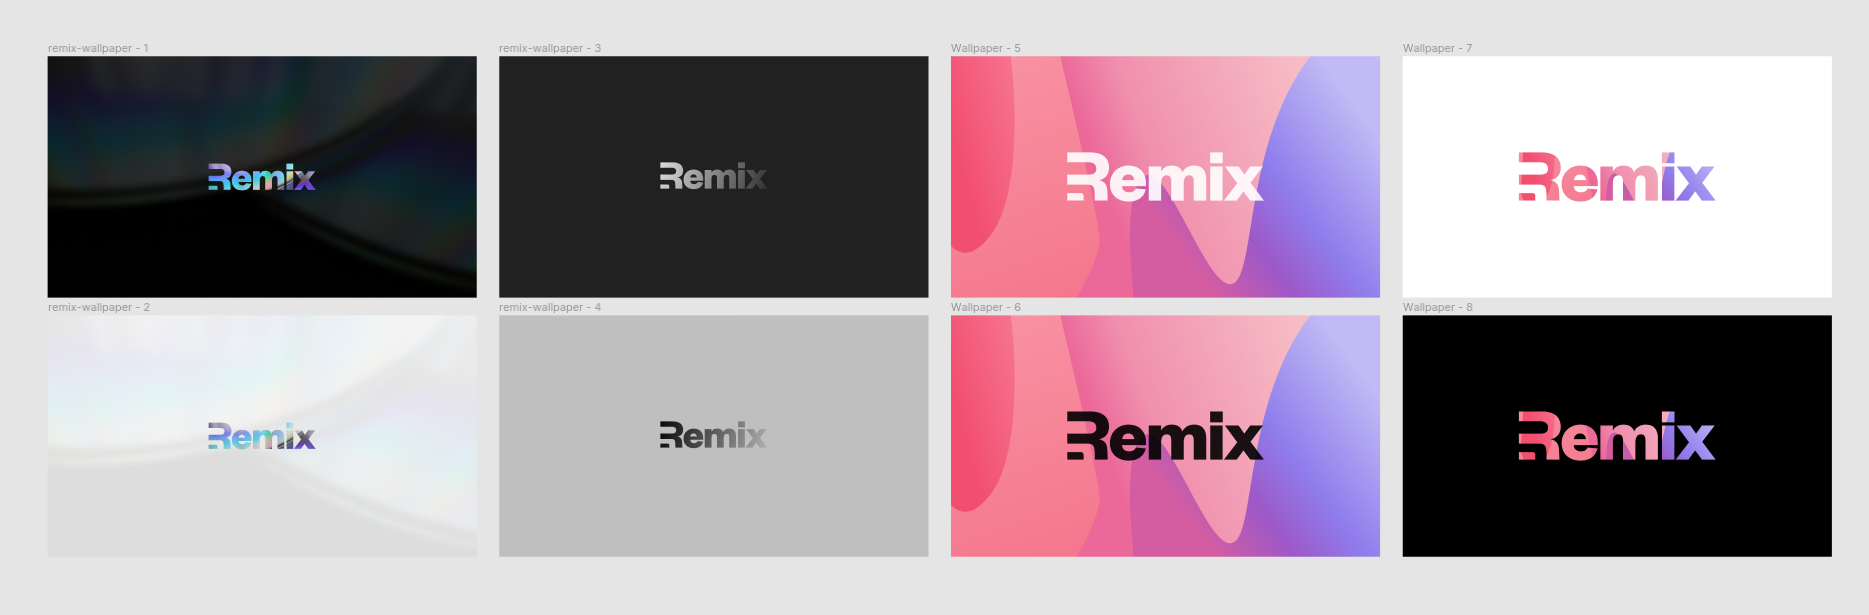 remix-wallpaper - 1
remix-wallpaper - 3
Wallpaper - 5
Wallpaper - 7
Remix
Remix
Remix
Remix
remix-wallpaper - 2
remix-wallpaper - 4
Wallpaper - 6
Wallpaper - 8
Remix
Remix
Remix
Remix